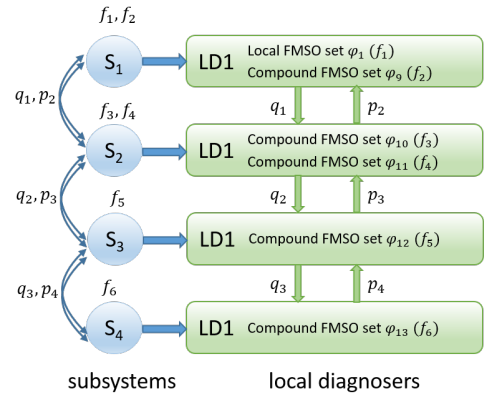 f₁, f₂
S₁
LD1
Local FMSO set φ₁ (f₁)
Compound FMSO set φ₉ (f₂)
q₁, p₂
q₁
p₂
f₃, f₄
S₂
LD1
Compound FMSO set φ₁₀ (f₃)
Compound FMSO set φ₁₁ (f₄)
q₂, p₃
q₂
p₃
f₅
S₃
LD1
Compound FMSO set φ₁₂ (f₅)
q₃, p₄
q₃
p₄
f₆
S₄
LD1
Compound FMSO set φ₁₃ (f₆)
subsystems
local diagnosers